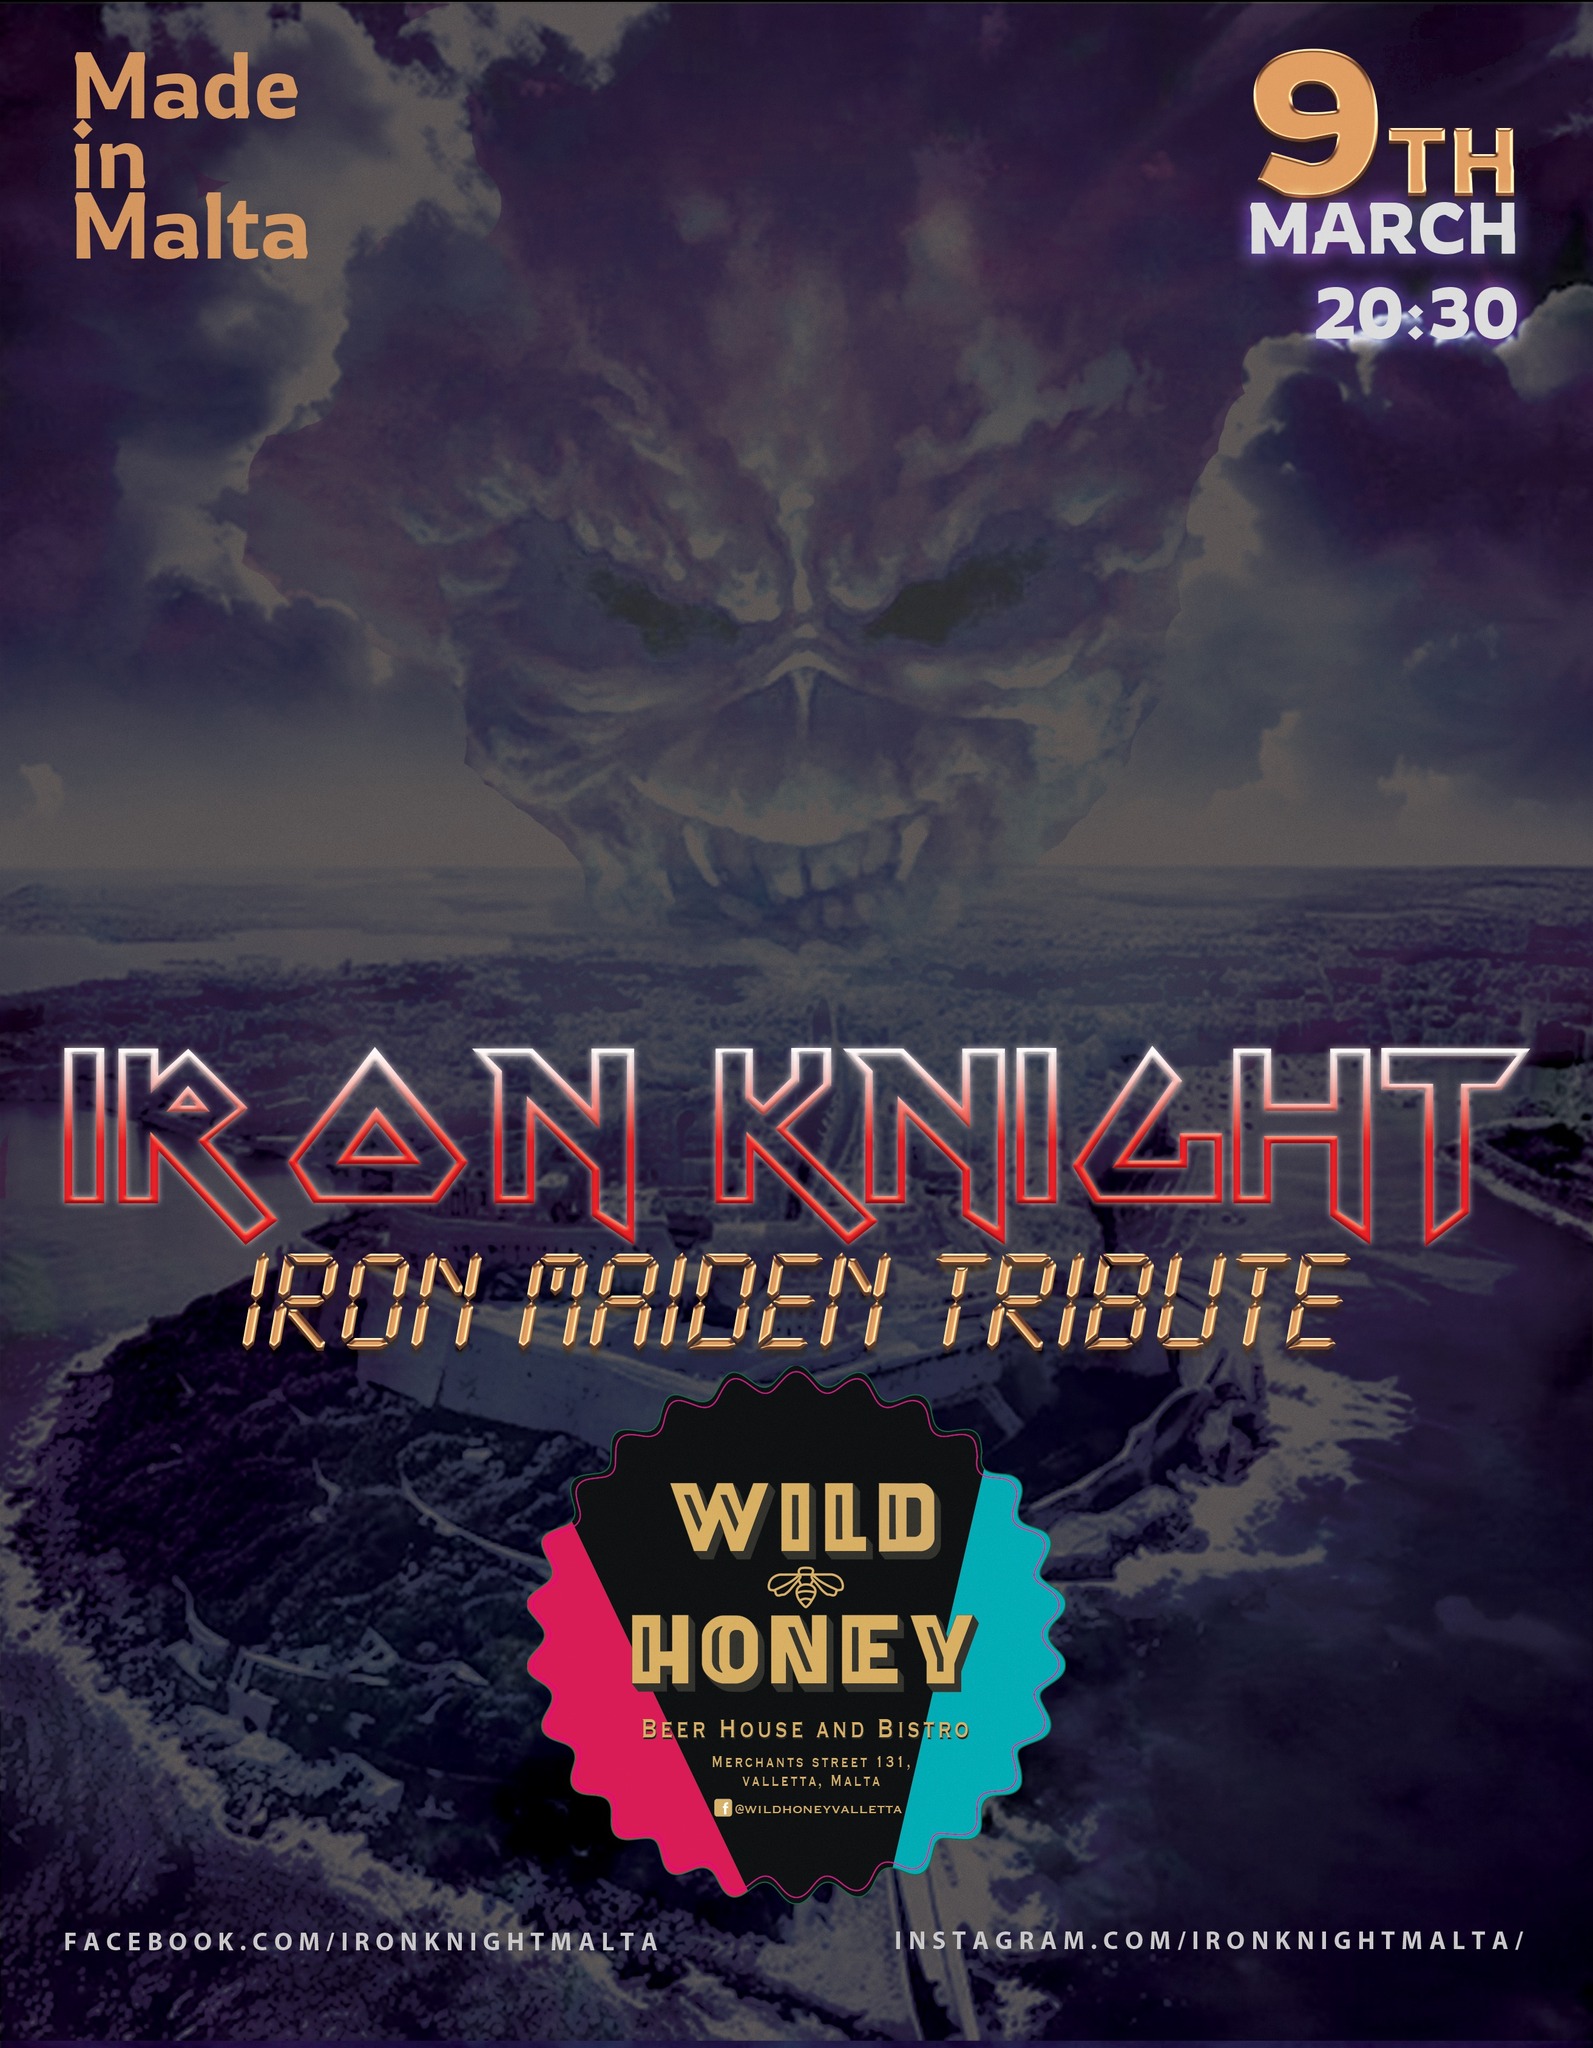 Made
in
Malta
9TH
MARCH
20:30
IRON KNIGHT
IRON MAIDEN TRIBUTE
WILD
HONEY
BEER HOUSE AND BISTRO
MERCHANTS STREET 131,
VALLETTA, MALTA
f @WILDHONEYVALLETTA
FACEBOOK.COM/IRONKNIGHTMALTA
INSTAGRAM.COM/IRONKNIGHTMALTA/